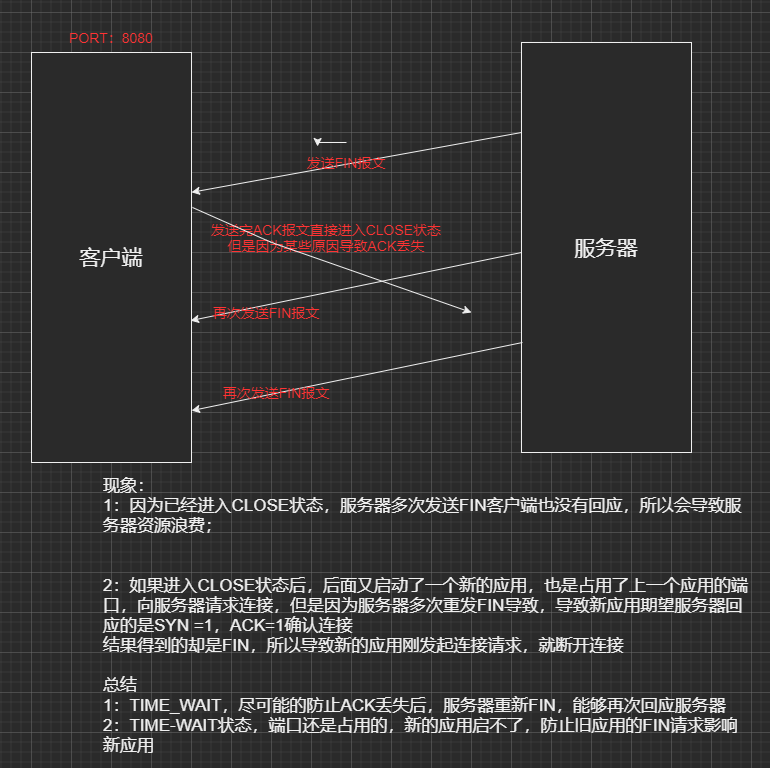 PORT：8080
发送FIN报文
发送完ACK报文直接进入CLOSE状态
但是因为某些原因导致ACK丢失
客户端
服务器
再次发送FIN报文
再次发送FIN报文
现象：
1：因为已经进入CLOSE状态，服务器多次发送FIN客户端也没有回应，所以会导致服
务器资源浪费；
2：如果进入CLOSE状态后，后面又启动了一个新的应用，也是占用了上一个应用的端
口，向服务器请求连接，但是因为服务器多次重发FIN导致，导致新应用期望服务器回
应的是SYN =1，ACK=1确认连接
结果得到的却是FIN，所以导致新的应用刚发起连接请求，就断开连接
总结
1：TIME_WAIT，尽可能的防止ACK丢失后，服务器重新FIN，能够再次回应服务器
2：TIME-WAIT状态，端口还是占用的，新的应用启不了，防止旧应用的FIN请求影响
新应用